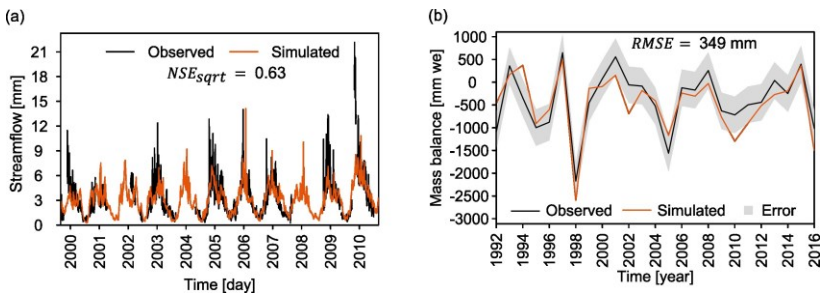 (a)
Streamflow [mm]
21
18
15
12
9
6
3
0
Observed Simulated
NSE_sqrt = 0.63
2000 2001 2002 2003 2004 2005 2006 2007 2008 2009 2010
Time [day]
(b)
Mass balance [mm we]
1000
500
0
-500
-1000
-1500
-2000
-2500
-3000
RMSE = 349 mm
Observed Simulated Error
1992 1994 1996 1998 2000 2002 2004 2006 2008 2010 2012 2014 2016
Time [year]